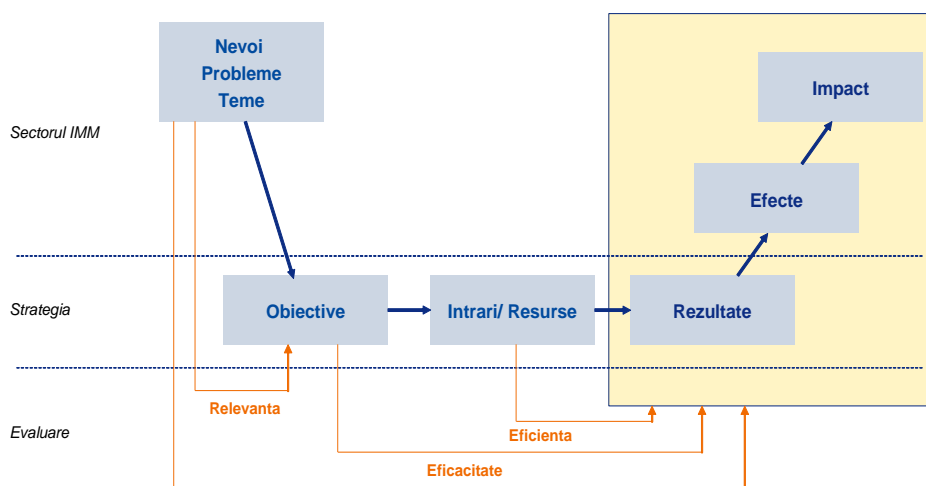 Nevoi
Probleme
Teme
Impact
Sectorul IMM
Efecte
Strategia
Obiective
Intrari/ Resurse
Rezultate
Relevanta
Evaluare
Eficienta
Eficacitate